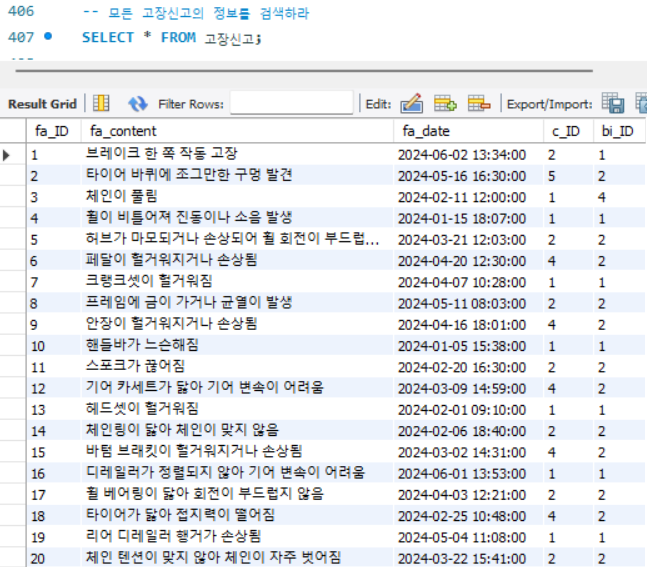 406 -- 모든 고장신고의 정보를 검색하라
407 SELECT * FROM 고장신고;
Result Grid Filter Rows: Edit: Export/Import:
fa_ID fa_content fa_date c_ID bi_ID
1 브레이크 한 쪽 작동 고장 2024-06-02 13:34:00 2 1
2 타이어 바퀴에 조그만한 구멍 발견 2024-05-16 16:30:00 5 2
3 체인이 풀림 2024-02-11 12:00:00 1 4
4 휠이 비틀어져 진동이나 소음 발생 2024-01-15 18:07:00 1 1
5 허브가 마모되거나 손상되어 휠 회전이 부드럽... 2024-03-21 12:03:00 2 2
6 페달이 헐거워지거나 손상됨 2024-04-20 12:30:00 4 2
7 크랭크셋이 헐거워짐 2024-04-07 10:28:00 1 1
8 프레임에 금이 가거나 균열이 발생 2024-05-11 08:03:00 2 2
9 안장이 헐거워지거나 손상됨 2024-04-16 18:01:00 4 2
10 핸들바가 느슨해짐 2024-01-05 15:38:00 1 1
11 스포크가 끊어짐 2024-02-20 16:30:00 2 2
12 기어 카세트가 닳아 기어 변속이 어려움 2024-03-09 14:59:00 4 2
13 헤드셋이 헐거워짐 2024-02-01 09:10:00 1 1
14 체인링이 닳아 체인이 맞지 않음 2024-02-06 18:40:00 2 2
15 바텀 브래킷이 헐거워지거나 손상됨 2024-03-02 14:31:00 4 2
16 디레일러가 정렬되지 않아 기어 변속이 어려움 2024-06-01 13:53:00 1 1
17 휠 베어링이 닳아 회전이 부드럽지 않음 2024-04-03 12:21:00 2 2
18 타이어가 닳아 접지력이 떨어짐 2024-02-25 10:48:00 4 2
19 리어 디레일러 행거가 손상됨 2024-05-04 11:08:00 1 1
20 체인 텐션이 맞지 않아 체인이 자주 벗어짐 2024-03-22 15:41:00 2 2